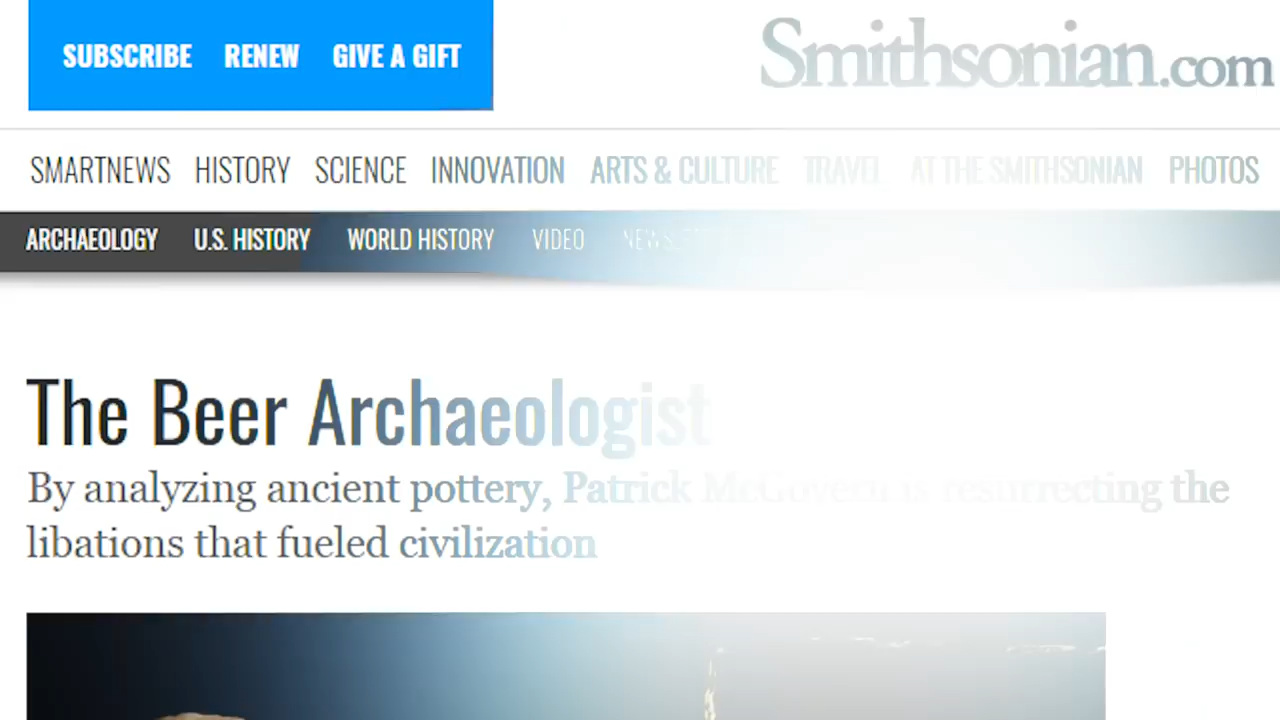 SUBSCRIBE RENEW GIVE A GIFT
Smithsonian.com
SMARTNEWS HISTORY SCIENCE INNOVATION ARTS & CULTURE TRAVEL AT THE SMITHSONIAN PHOTOS
ARCHAEOLOGY U.S. HISTORY WORLD HISTORY VIDEO
The Beer Archaeologist
By analyzing ancient pottery, Patrick McGovern is resurrecting the
libations that fueled civilization